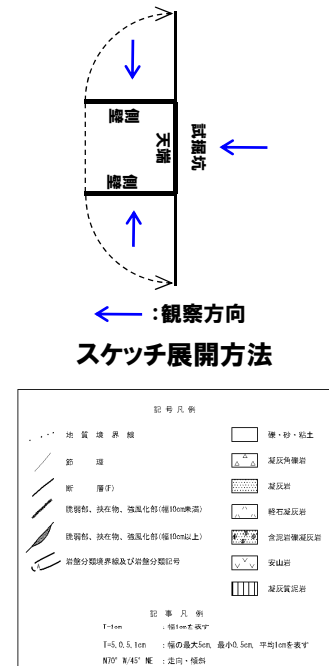 側壁
天端
側壁
試掘坑
：観察方向
スケッチ展開方法
記号凡例
地質境界線
節理
断層(F)
脆弱部、挟在物、強風化部(幅10cm未満)
脆弱部、挟在物、強風化部(幅10cm以上)
岩盤分類境界線及び岩盤分類記号
礫・砂・粘土
凝灰角礫岩
凝灰岩
軽石凝灰岩
含泥岩礫凝灰岩
安山岩
凝灰質泥岩
記事凡例
T=1cm ：幅1cmを表す
T=5.0.5.1cm ：幅の最大5cm、最小0.5cm、平均1cmを表す
N70° W/45° NE ：走向・傾斜